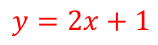 y = 2x + 1